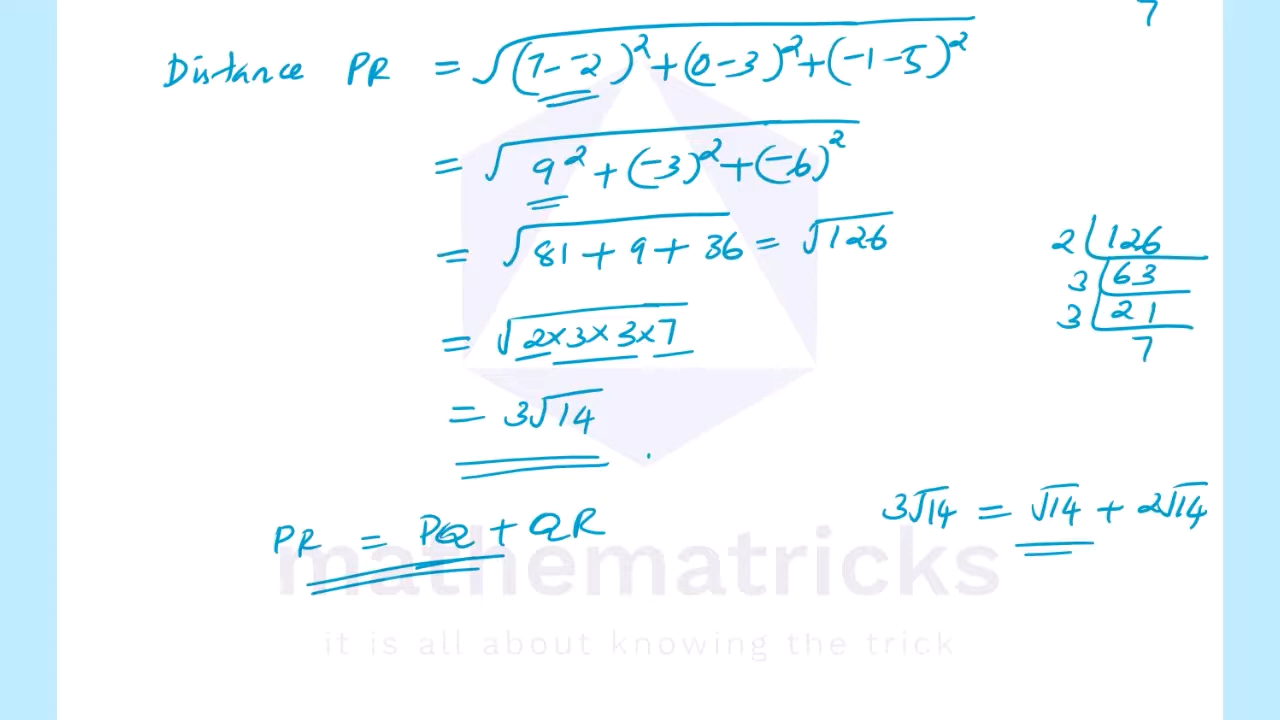 7
Distance PR = √(7--2)² + (0-3)² + (-1-5)²
= √9² + (-3)² + (-6)²
= √81 + 9 + 36 = √126
2 126
3 63
3 21
7
= √2×3×3×7
= 3√14
PR = PQ + QR
3√14 = √14 + 2√14
mathematricks
it is all about knowing the trick